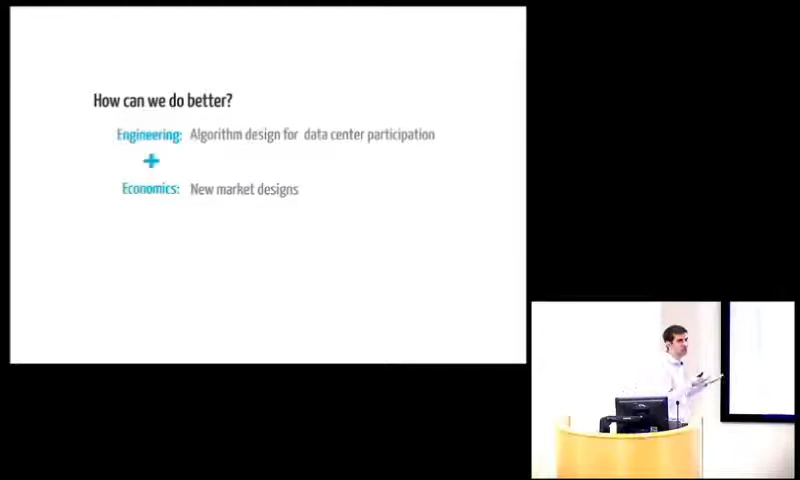 How can we do better?
Engineering: Algorithm design for data center participation
+
Economics: New market designs